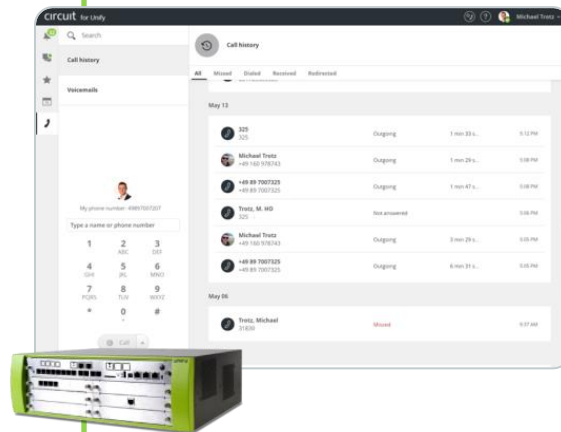 circuit for Unify
Michael Trotz
Search
Call history
Voicemails
Call history
All Missed Dialed Received Redirected
May 13
325
325
Outgoing 1 min 33 s... 9:12 PM
Michael Trotz
+49 160 978743
Outgoing 1 min 29 s... 5:08 PM
+49 89 7007325
+49 89 7007325
Outgoing 1 min 47 s... 5:08 PM
Trotz, M. HO
325
Not answered 5:06 PM
Michael Trotz
+49 160 978743
Outgoing 3 min 29 s... 5:05 PM
+49 89 7007325
+49 89 7007325
Outgoing 6 min 31 s... 5:05 PM
May 06
Trotz, Michael
31839
Missed 9:37 AM
My phone number: 49897007207
Type a name or phone number
1 2 3
ABC DEF
4 5 6
GHI JKL MNO
7 8 9
PQRS TUV WXYZ
* 0 #
+
Call